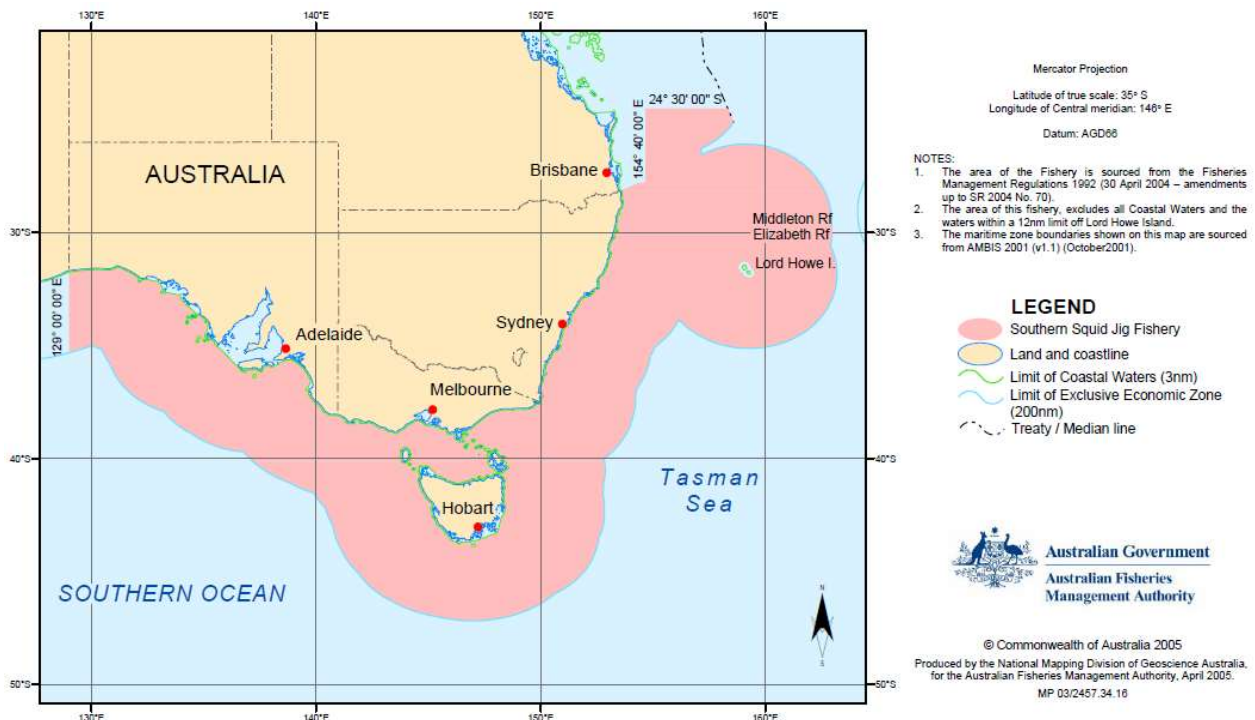 130°E 140°E 150°E 160°E
24° 30' 00" S
154° 40' 00" E
AUSTRALIA
Brisbane
Middleton Rf
Elizabeth Rf
Lord Howe I.
30°S 30°S
129° 00' 00" E
Adelaide
Sydney
Melbourne
40°S 40°S
Tasman
Sea
Hobart
SOUTHERN OCEAN
N
S
50°S 50°S
130°E 140°E 150°E 160°E
Mercator Projection
Latitude of true scale: 35° S
Longitude of Central meridian: 146° E
Datum: AGD66
NOTES:
1. The area of the Fishery is sourced from the Fisheries
Management Regulations 1992 (30 April 2004 – amendments
up to SR 2004 No. 70).
2. The area of this fishery, excludes all Coastal Waters and the
waters within a 12nm limit off Lord Howe Island.
3. The maritime zone boundaries shown on this map are sourced
from AMBIS 2001 (v1.1) (October2001).
LEGEND
Southern Squid Jig Fishery
Land and coastline
Limit of Coastal Waters (3nm)
Limit of Exclusive Economic Zone
(200nm)
Treaty / Median line
Australian Government
Australian Fisheries
Management Authority
© Commonwealth of Australia 2005
Produced by the National Mapping Division of Geoscience Australia,
for the Australian Fisheries Management Authority, April 2005.
MP 03/2457.34.16